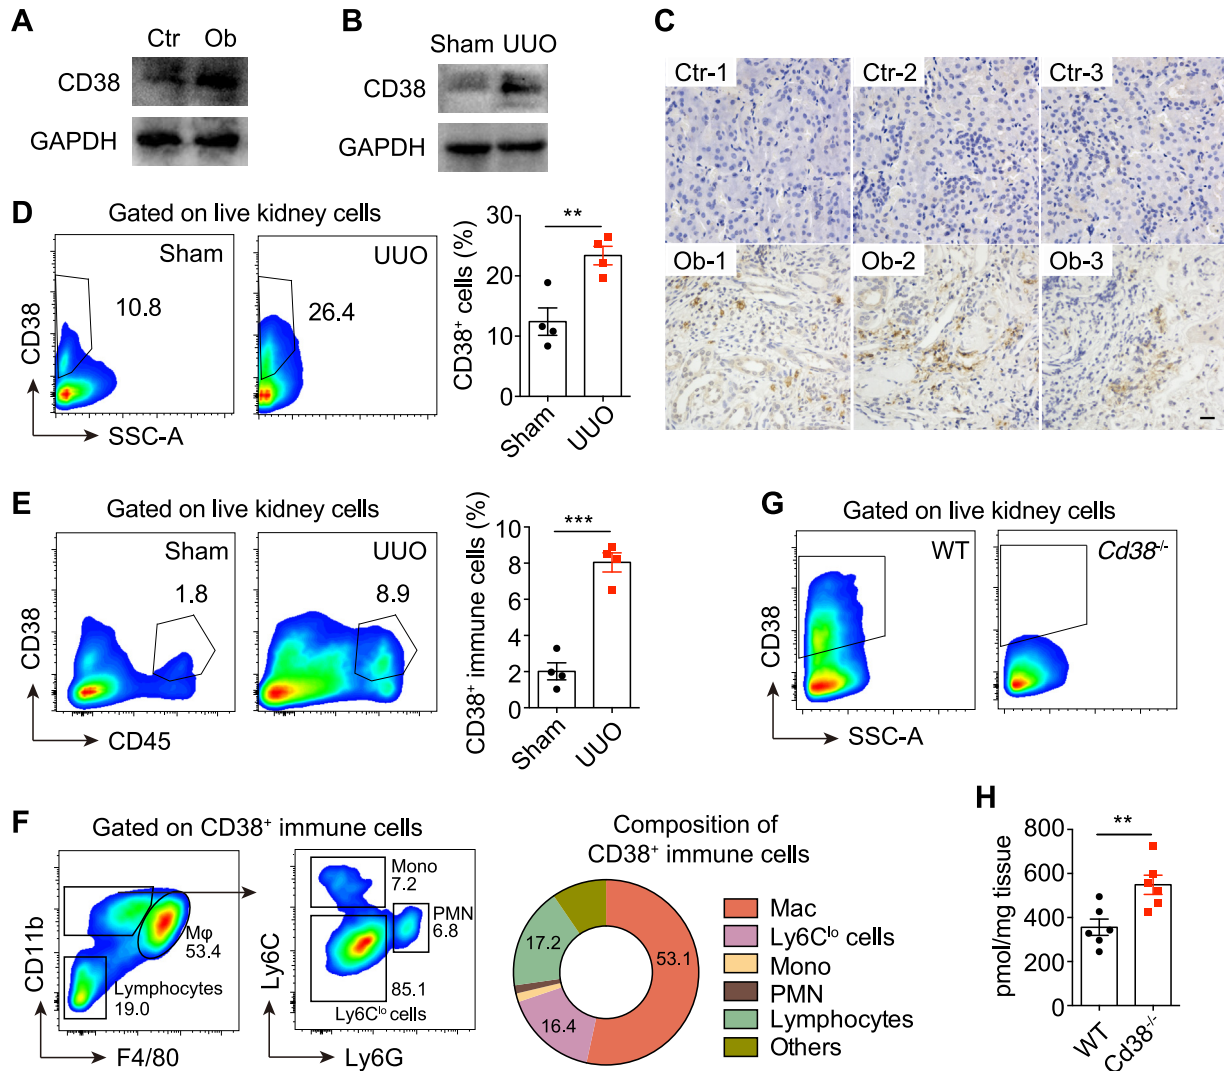 A
Ctr Ob
CD38
GAPDH
B
Sham UUO
CD38
GAPDH
C
Ctr-1
Ctr-2
Ctr-3
Ob-1
Ob-2
Ob-3
D
Gated on live kidney cells
Sham
10.8
UUO
26.4
CD38
SSC-A
CD38⁺ cells (%)
30
20
10
0
**
Sham
UUO
E
Gated on live kidney cells
Sham
1.8
UUO
8.9
CD38
CD45
CD38⁺ immune cells (%)
10
8
6
4
2
0
***
Sham
UUO
G
Gated on live kidney cells
WT
Cd38⁻/⁻
CD38
SSC-A
F
Gated on CD38⁺ immune cells
CD11b
Mφ
53.4
Lymphocytes
19.0
F4/80
Ly6C
Mono
7.2
PMN
6.8
85.1
Ly6Cˡᵒ cells
Ly6G
Composition of
CD38⁺ immune cells
53.1
16.4
17.2
Mac
Ly6Cˡᵒ cells
Mono
PMN
Lymphocytes
Others
H
pmol/mg tissue
800
600
400
200
0
**
WT
Cd38⁻/⁻